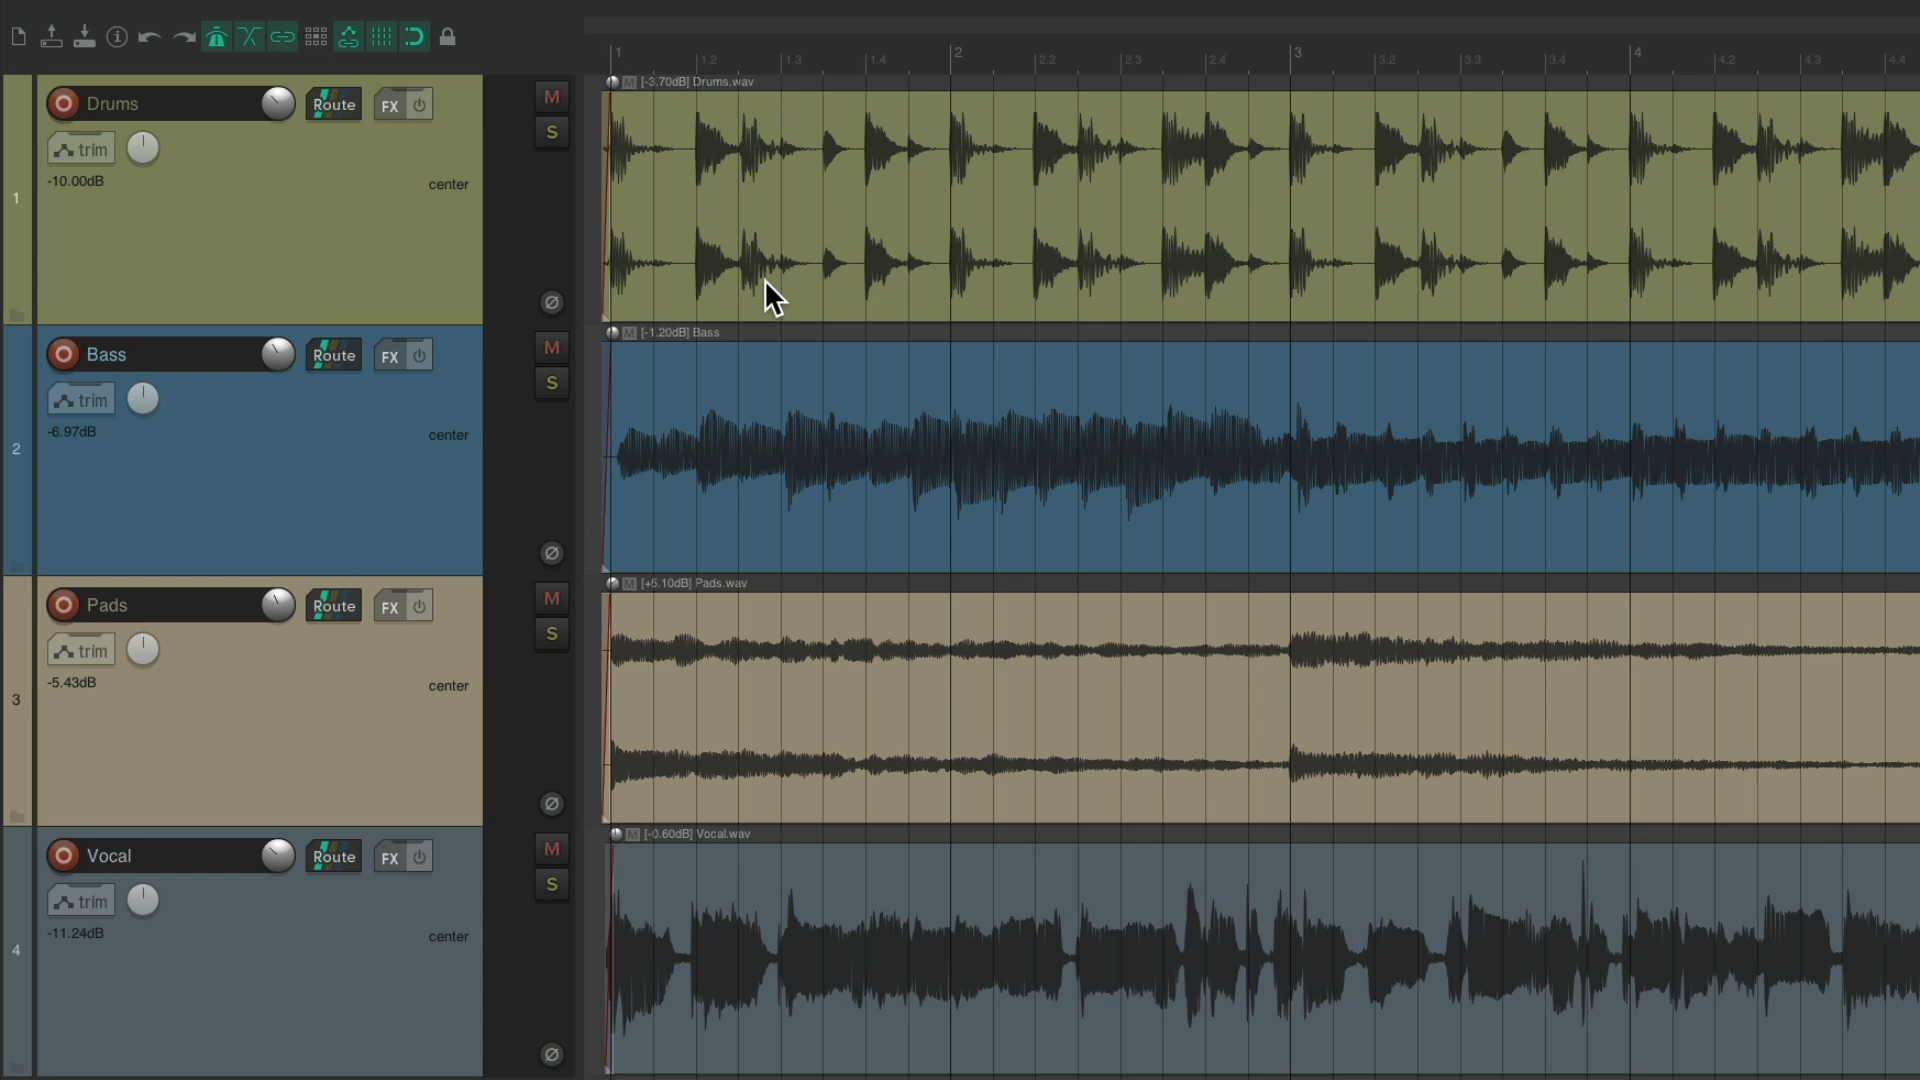 1 1.2 1.3 1.4 2 2.2 2.3 2.4 3 3.2 3.3 3.4 4 4.2 4.3 4.4
Drums Route FX M
[-3.70dB] Drums.wav
trim S
-10.00dB center
1
Bass Route FX M
[-1.20dB] Bass
trim S
-6.97dB center
2
Pads Route FX M
[+5.10dB] Pads.wav
trim S
-5.43dB center
3
Vocal Route FX M
[-0.60dB] Vocal.wav
trim S
-11.24dB center
4